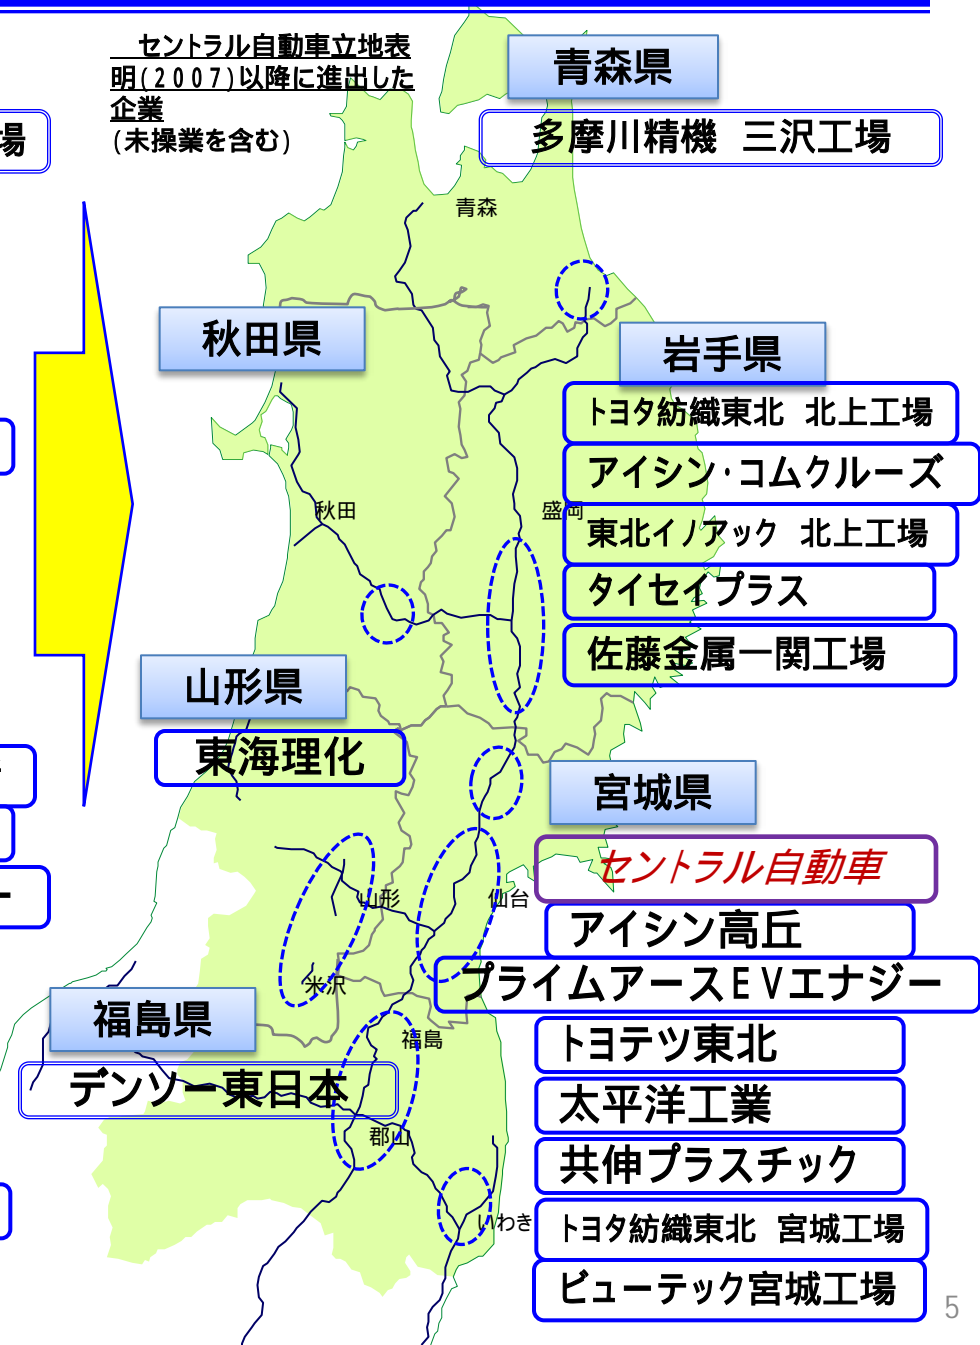 セントラル自動車立地表
明(2007)以降に進出した
企業
(未操業を含む)
青森県
場
多摩川精機　三沢工場
青森
秋田県
岩手県
トヨタ紡織東北　北上工場
アイシン・コムクルーズ
秋田
盛岡
東北イノアック　北上工場
タイセイプラス
佐藤金属一関工場
山形県
東海理化
宮城県
セントラル自動車
山形
仙台
アイシン高丘
プライムアースEVエナジー
米沢
福島県
トヨテツ東北
福島
デンソー東日本
太平洋工業
郡山
共伸プラスチック
いわき
トヨタ紡織東北　宮城工場
ビューテック宮城工場
5